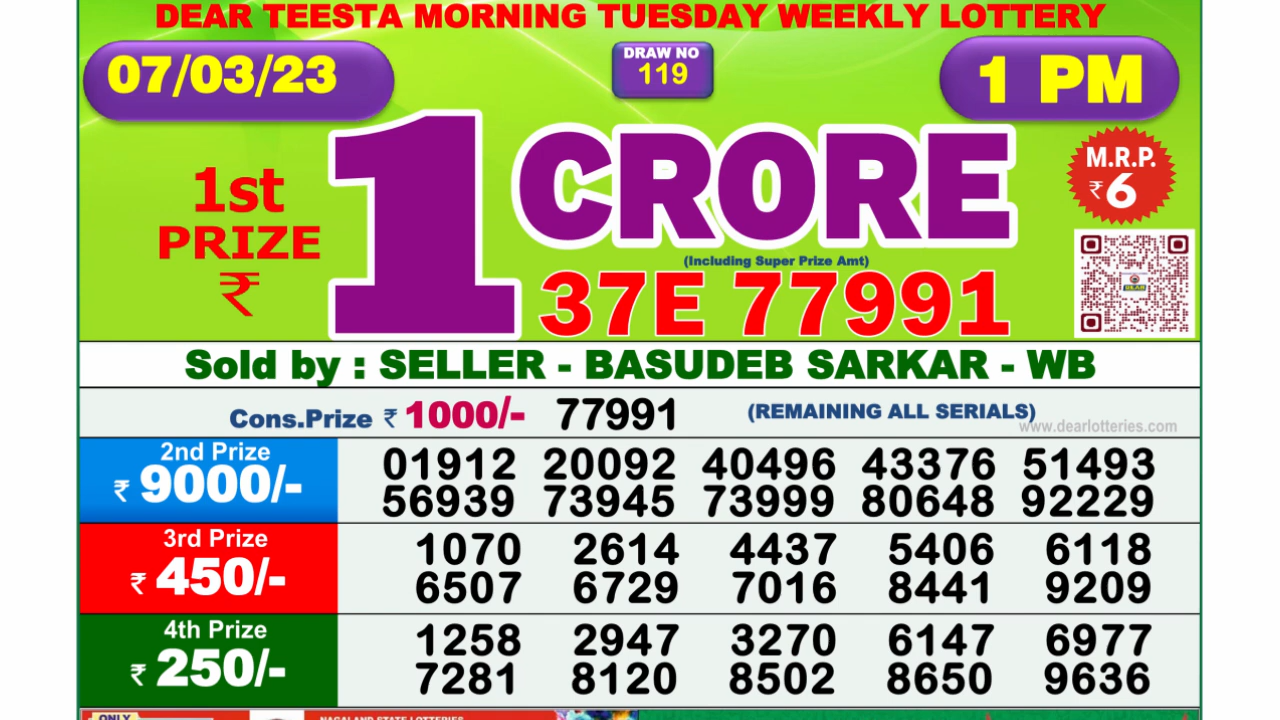 DEAR TEESTA MORNING TUESDAY WEEKLY LOTTERY
07/03/23
DRAW NO
119
1 PM
1st
PRIZE
₹
1 CRORE
M.R.P.
₹6
(Including Super Prize Amt)
37E 77991
Sold by : SELLER - BASUDEB SARKAR - WB
Cons.Prize ₹ 1000/- 77991 (REMAINING ALL SERIALS)
www.dearlotteries.com
2nd Prize
₹ 9000/-
01912 20092 40496 43376 51493
56939 73945 73999 80648 92229
3rd Prize
₹ 450/-
1070 2614 4437 5406 6118
6507 6729 7016 8441 9209
4th Prize
₹ 250/-
1258 2947 3270 6147 6977
7281 8120 8502 8650 9636
ONLY
NAGALAND STATE LOTTERIES